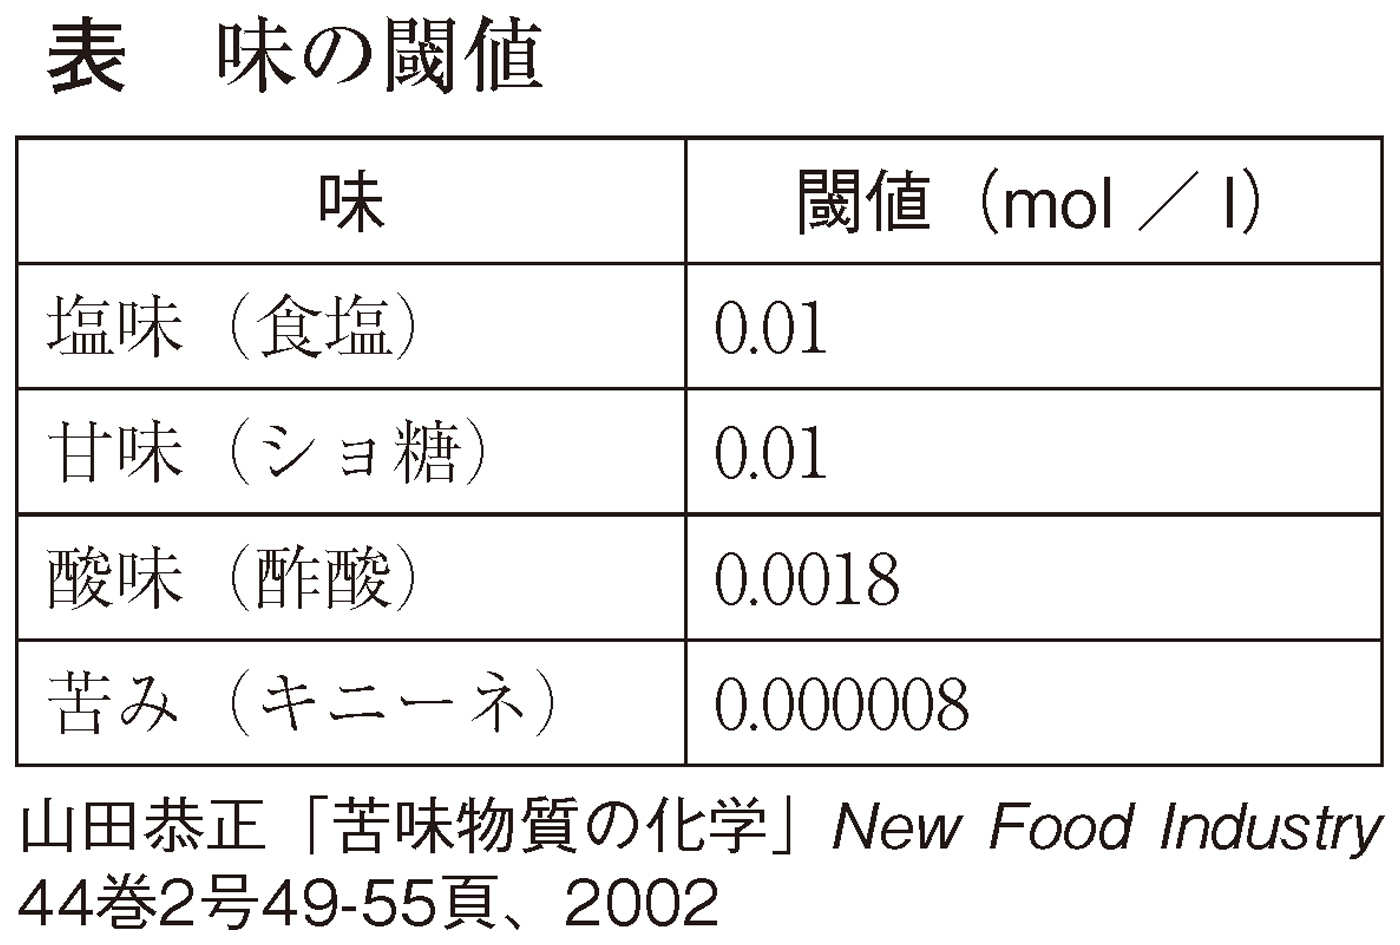 表　味の閾値
味　閾値（mol ／ l）
塩味（食塩）　0.01
甘味（ショ糖）　0.01
酸味（酢酸）　0.0018
苦み（キニーネ）　0.000008
山田恭正「苦味物質の化学」New Food Industry
44巻2号49-55頁、2002